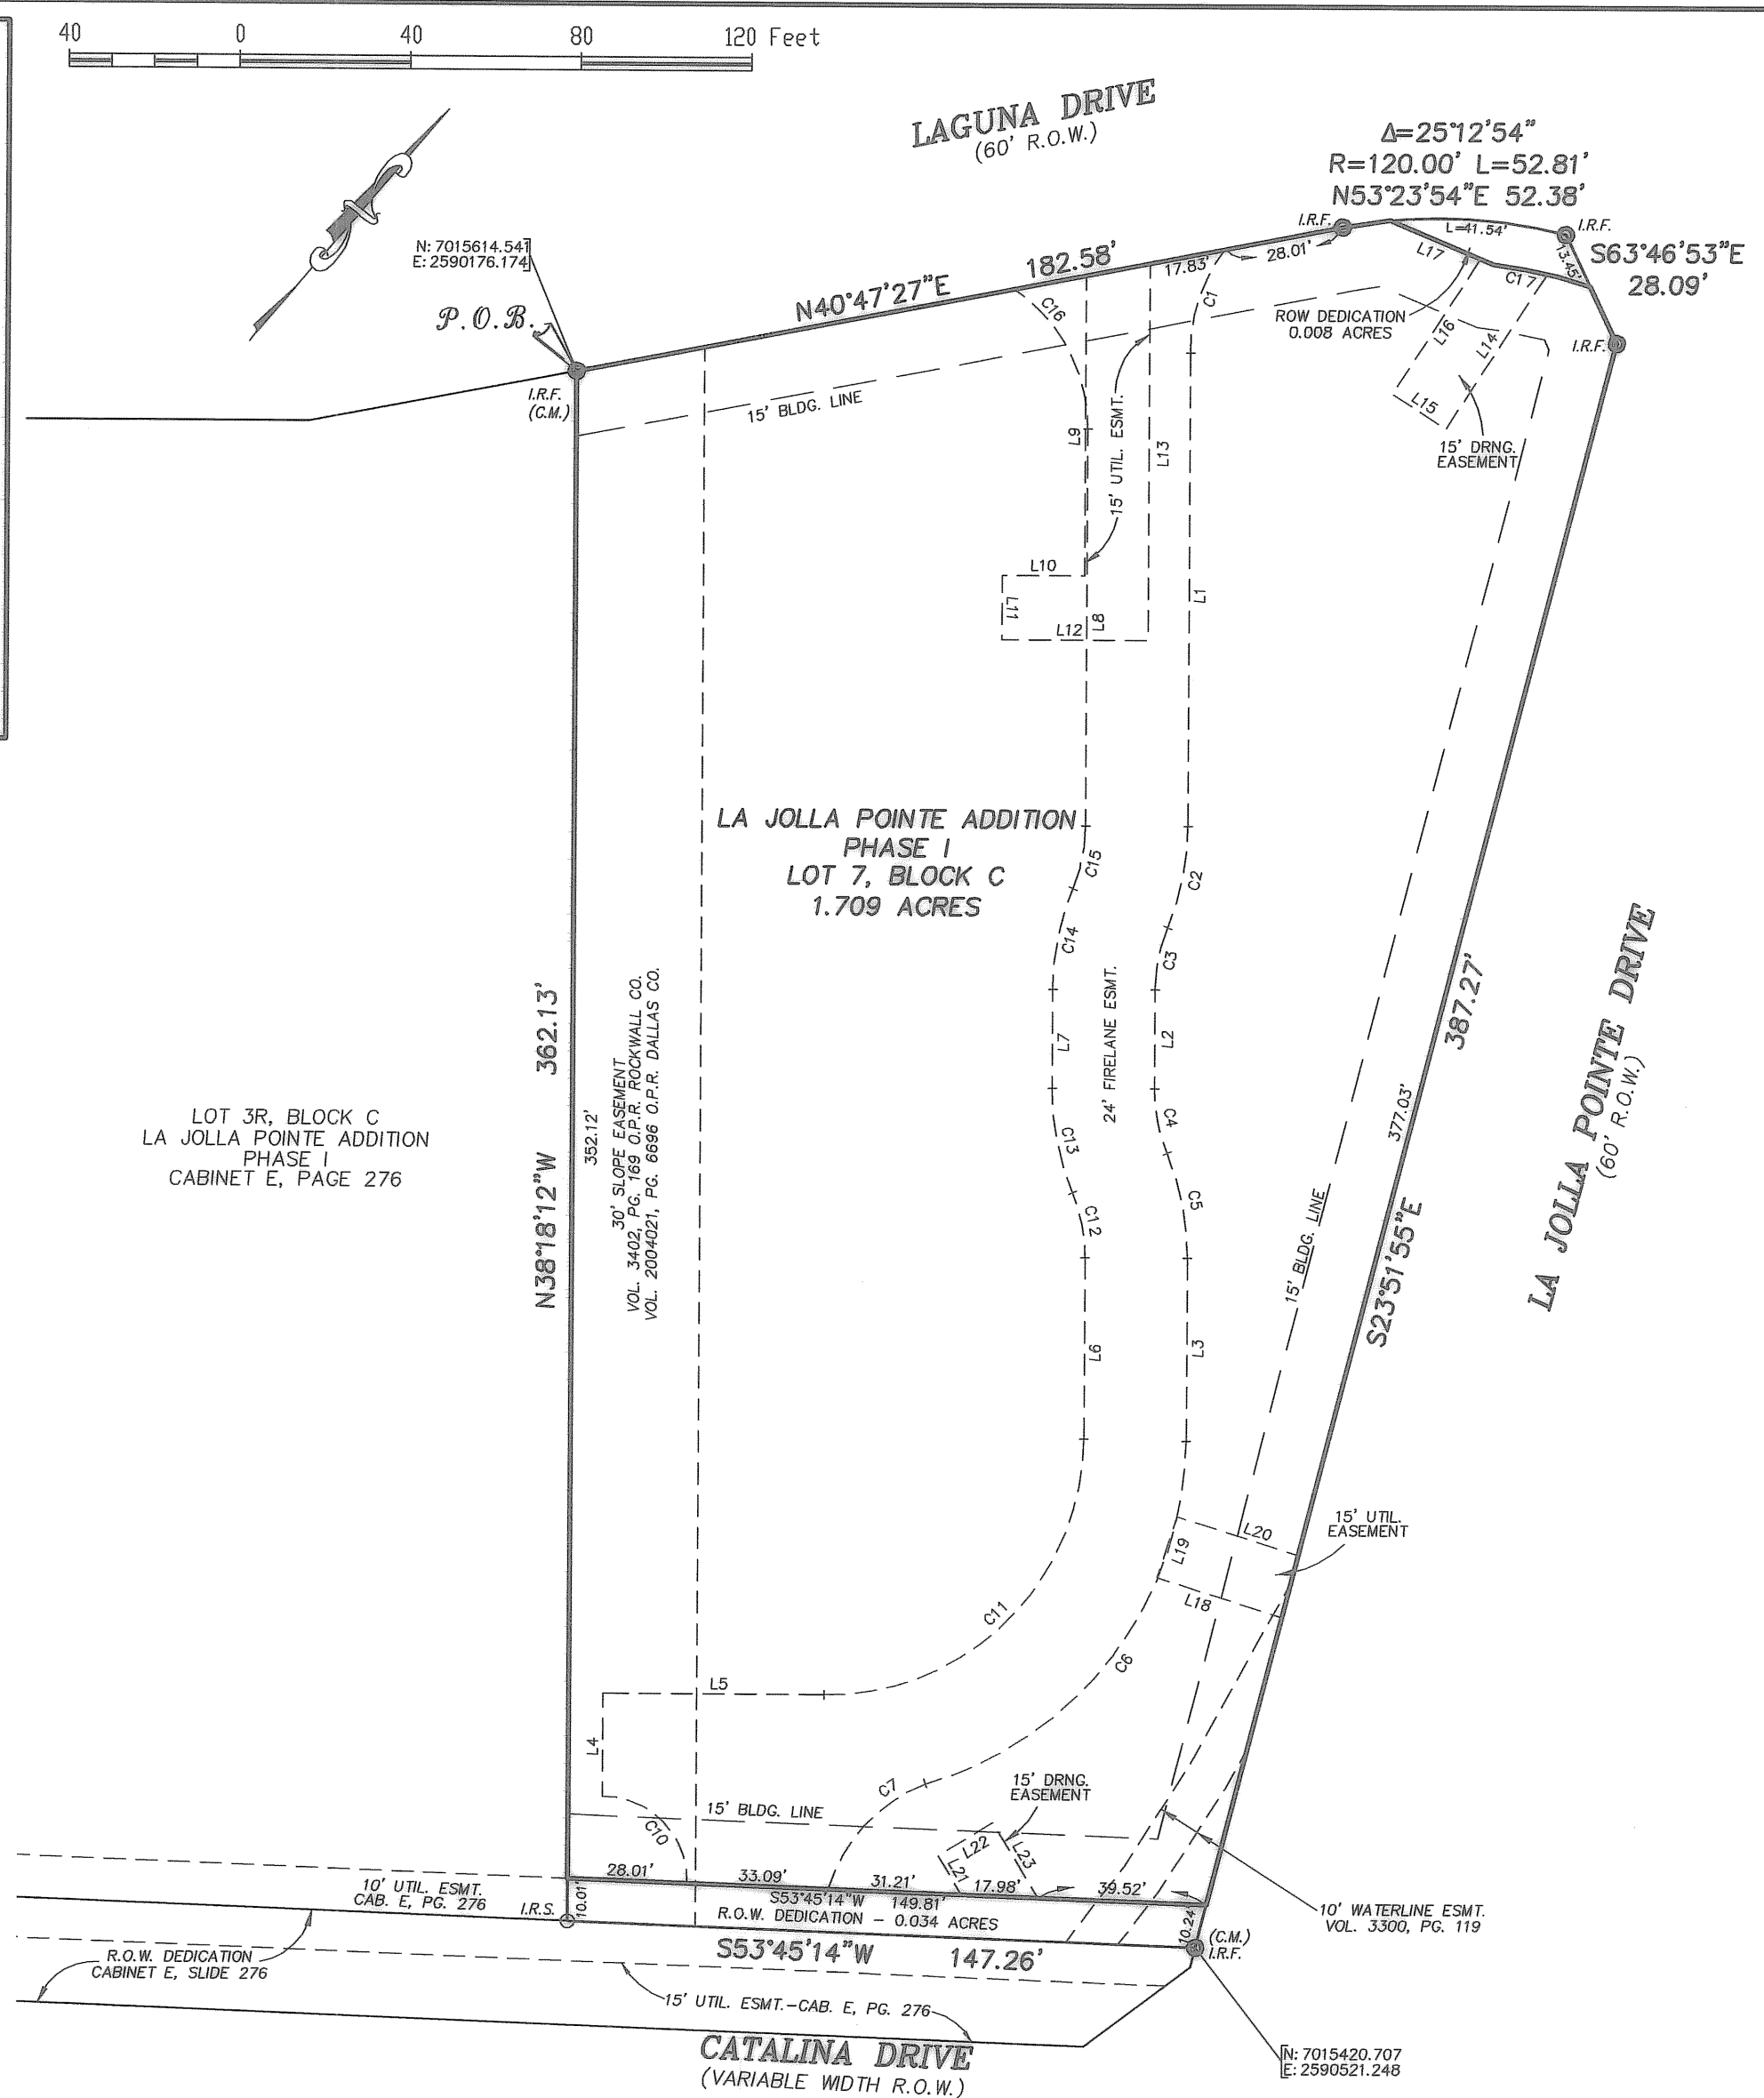 40 0 40 80 120 Feet
LAGUNA DRIVE
(60' R.O.W.)
Δ=25°12'54"
R=120.00' L=52.81'
N53°23'54"E 52.38'
N: 7015614.541
E: 2590176.174
P.O.B.
I.R.F.
(C.M.)
N40°47'27"E
182.58'
17.83'
28.01'
I.R.F.
L=41.54'
I.R.F.
13.45'
S63°46'53"E
28.09'
I.R.F.
L17
C17
C16
C1
ROW DEDICATION
0.008 ACRES
L16
L14
L15
15' DRNG.
EASEMENT
15' BLDG. LINE
L9
15' UTIL. ESMT.
L13
L10
L11
L12
L8
L1
LA JOLLA POINTE ADDITION
PHASE I
LOT 7, BLOCK C
1.709 ACRES
C15
C2
C14
C3
24' FIRELANE ESMT.
L7
L2
C13
C4
C12
C5
L6
L3
N38°18'12"W 362.13'
352.12'
30' SLOPE EASEMENT
VOL. 3402, PG. 169 O.P.R. ROCKWALL CO.
VOL. 2004021, PG. 6696 O.P.R. DALLAS CO.
LOT 3R, BLOCK C
LA JOLLA POINTE ADDITION
PHASE I
CABINET E, PAGE 276
387.27'
377.03'
S23°51'55"E
15' BLDG. LINE
LA JOLLA POINTE DRIVE
(60' R.O.W.)
15' UTIL.
EASEMENT
L20
L19
L18
C11
C6
L5
L4
C7
C10
15' BLDG. LINE
15' DRNG.
EASEMENT
L22
L21
L23
28.01'
33.09'
31.21'
17.98'
39.52'
S53°45'14"W 149.81'
R.O.W. DEDICATION - 0.034 ACRES
10.01'
10.24'
10' UTIL. ESMT.
CAB. E, PG. 276
I.R.S.
(C.M.)
I.R.F.
10' WATERLINE ESMT.
VOL. 3300, PG. 119
S53°45'14"W 147.26'
R.O.W. DEDICATION
CABINET E, SLIDE 276
15' UTIL. ESMT.-CAB. E, PG. 276
CATALINA DRIVE
(VARIABLE WIDTH R.O.W.)
N: 7015420.707
E: 2590521.248